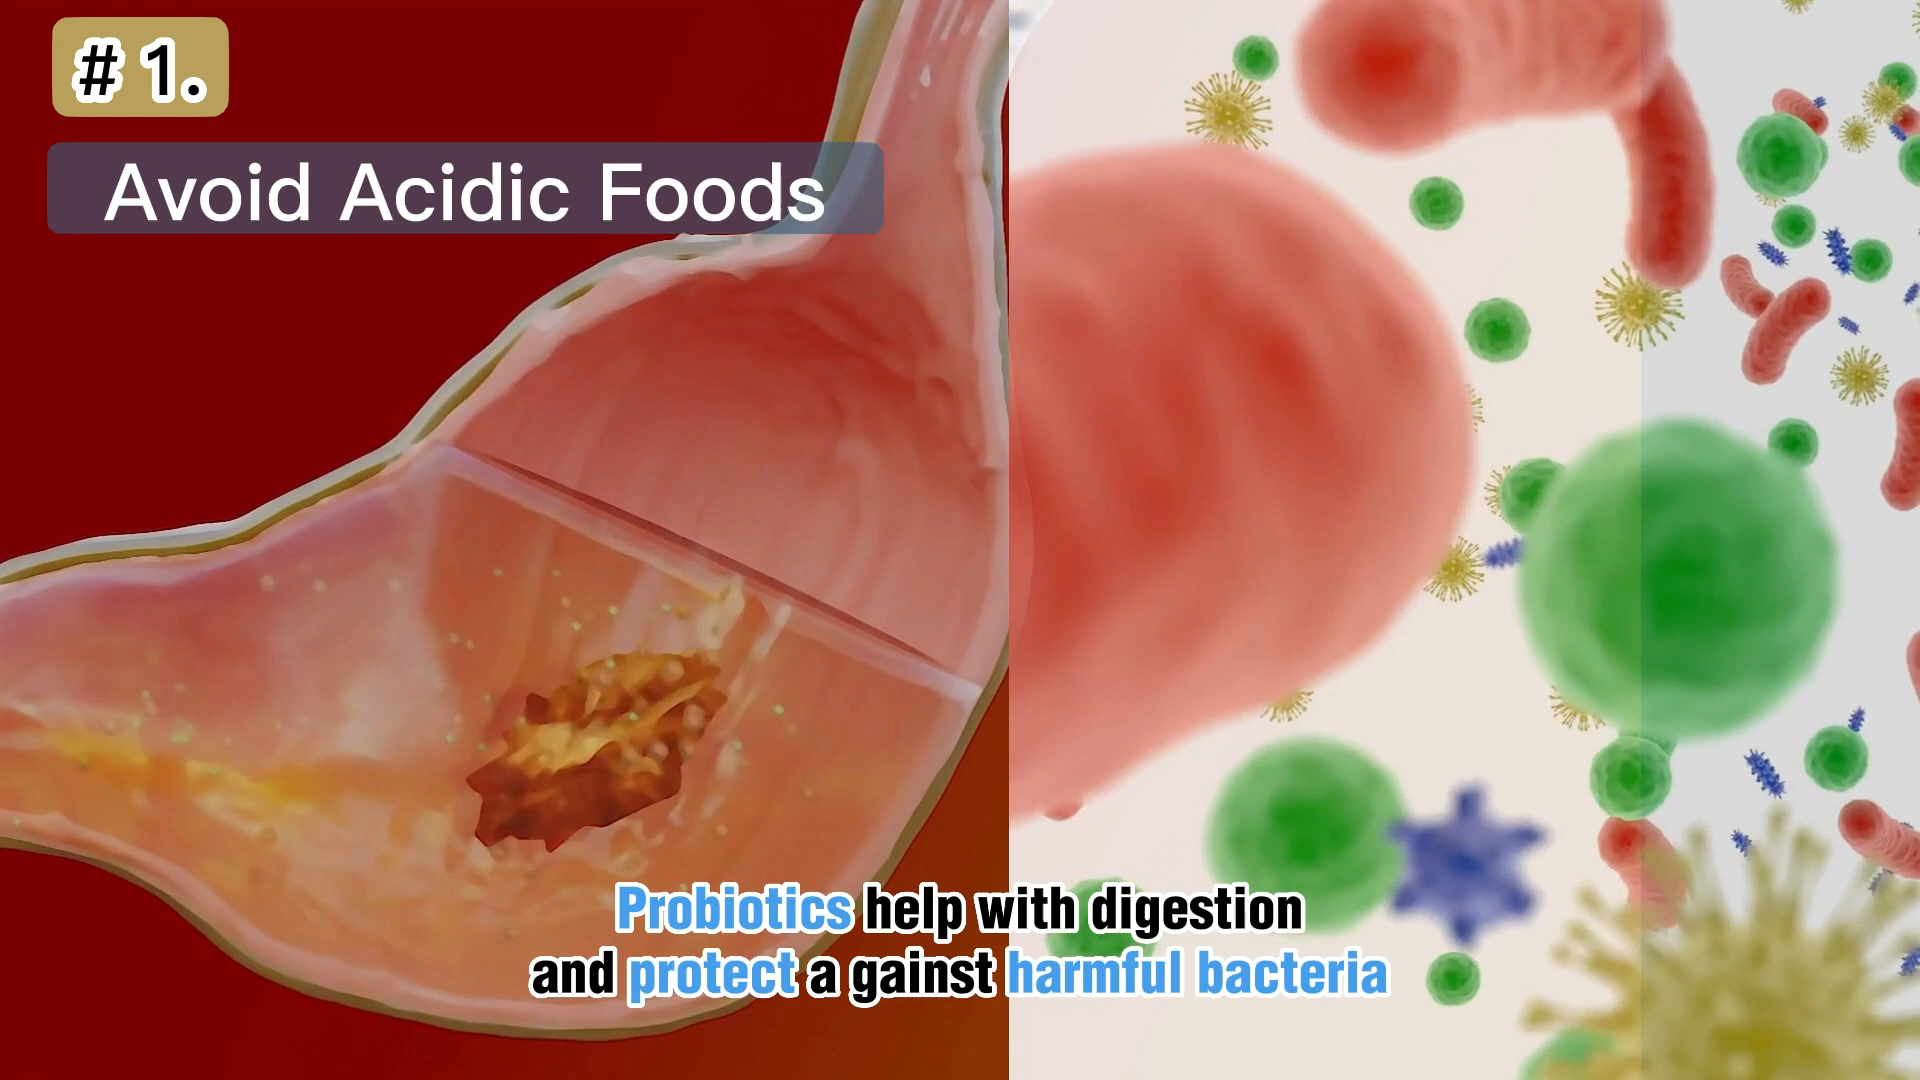 # 1.
Avoid Acidic Foods
Probiotics help with digestion
and protect a gainst harmful bacteria